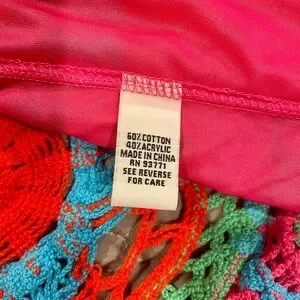 60% COTTON
40% ACRYLIC
MADE IN CHINA
RN 93771
SEE REVERSE
FOR CARE